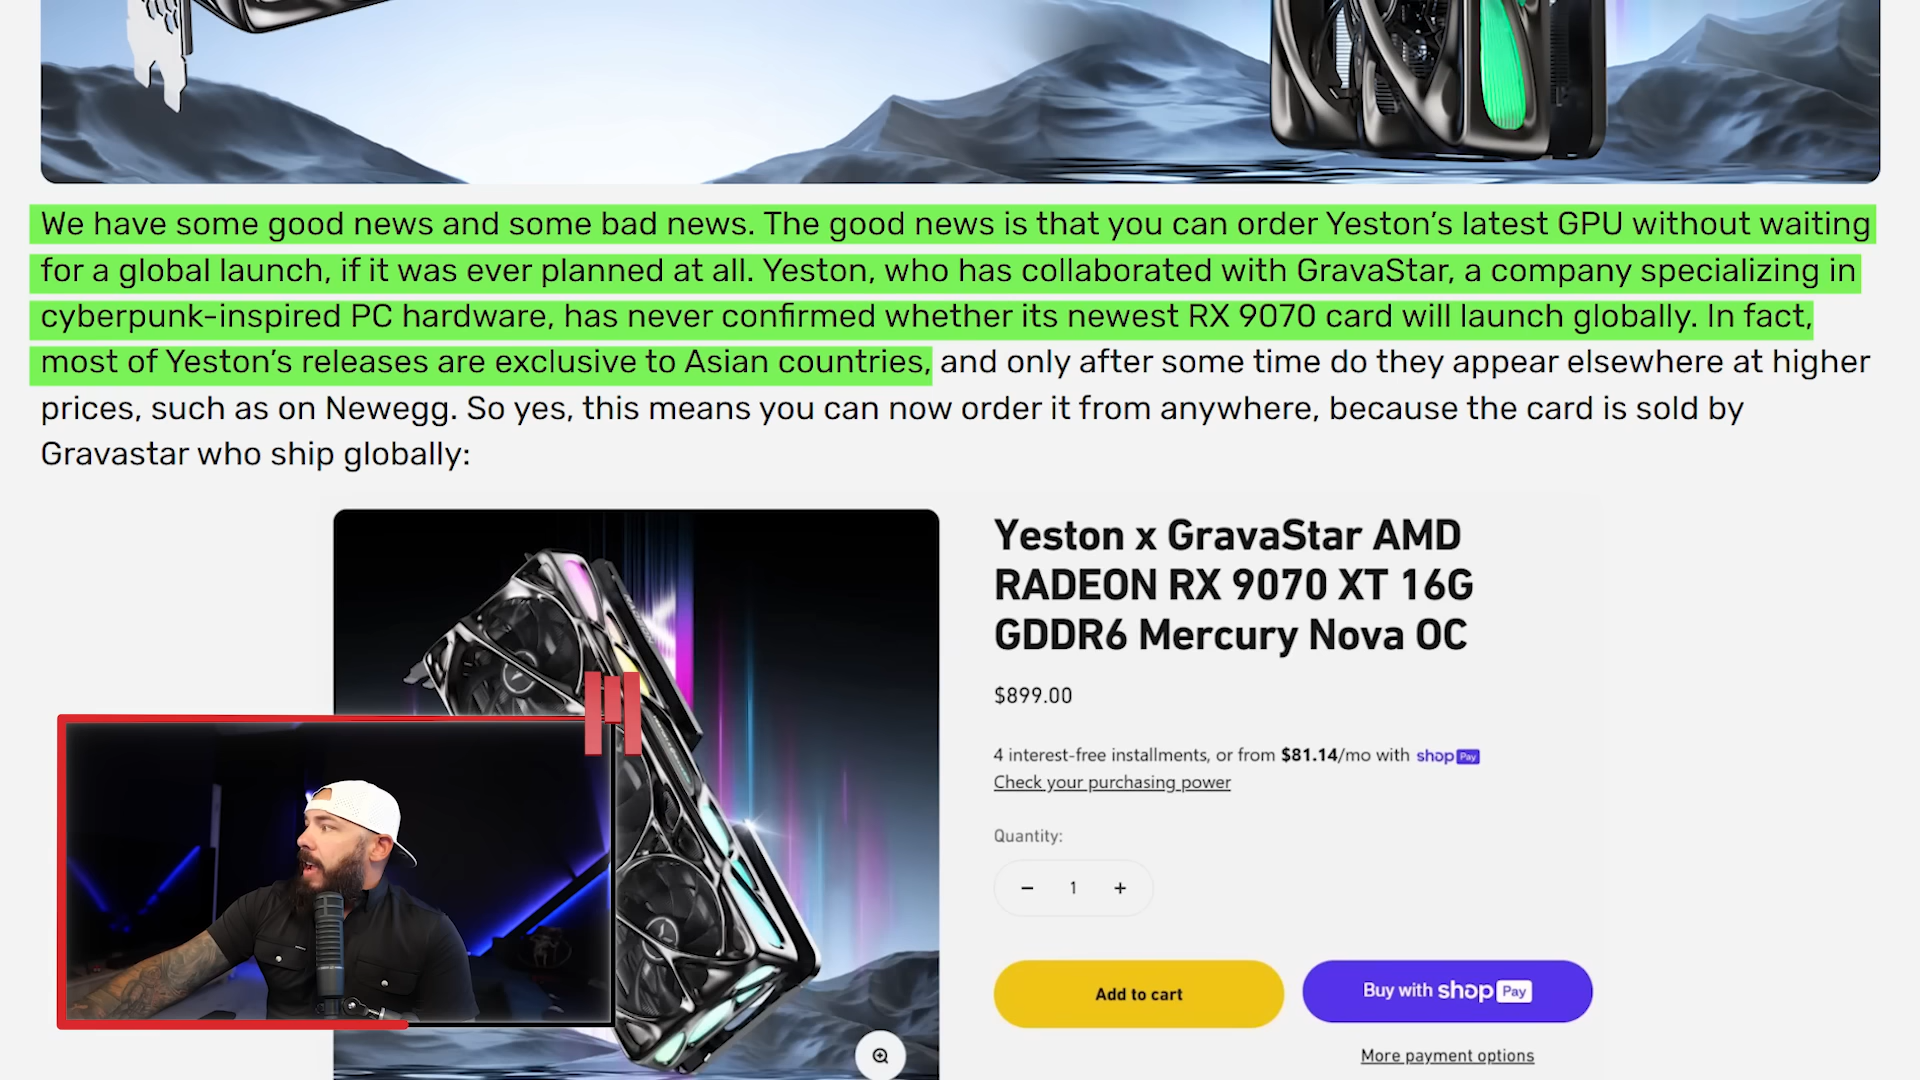 We have some good news and some bad news. The good news is that you can order Yeston’s latest GPU without waiting
for a global launch, if it was ever planned at all. Yeston, who has collaborated with GravaStar, a company specializing in
cyberpunk-inspired PC hardware, has never confirmed whether its newest RX 9070 card will launch globally. In fact,
most of Yeston’s releases are exclusive to Asian countries, and only after some time do they appear elsewhere at higher
prices, such as on Newegg. So yes, this means you can now order it from anywhere, because the card is sold by
Gravastar who ship globally:
Yeston x GravaStar AMD
RADEON RX 9070 XT 16G
GDDR6 Mercury Nova OC
$899.00
4 interest-free installments, or from $81.14/mo with shop Pay
Check your purchasing power
Quantity:
− 1 +
Add to cart
Buy with shop Pay
More payment options